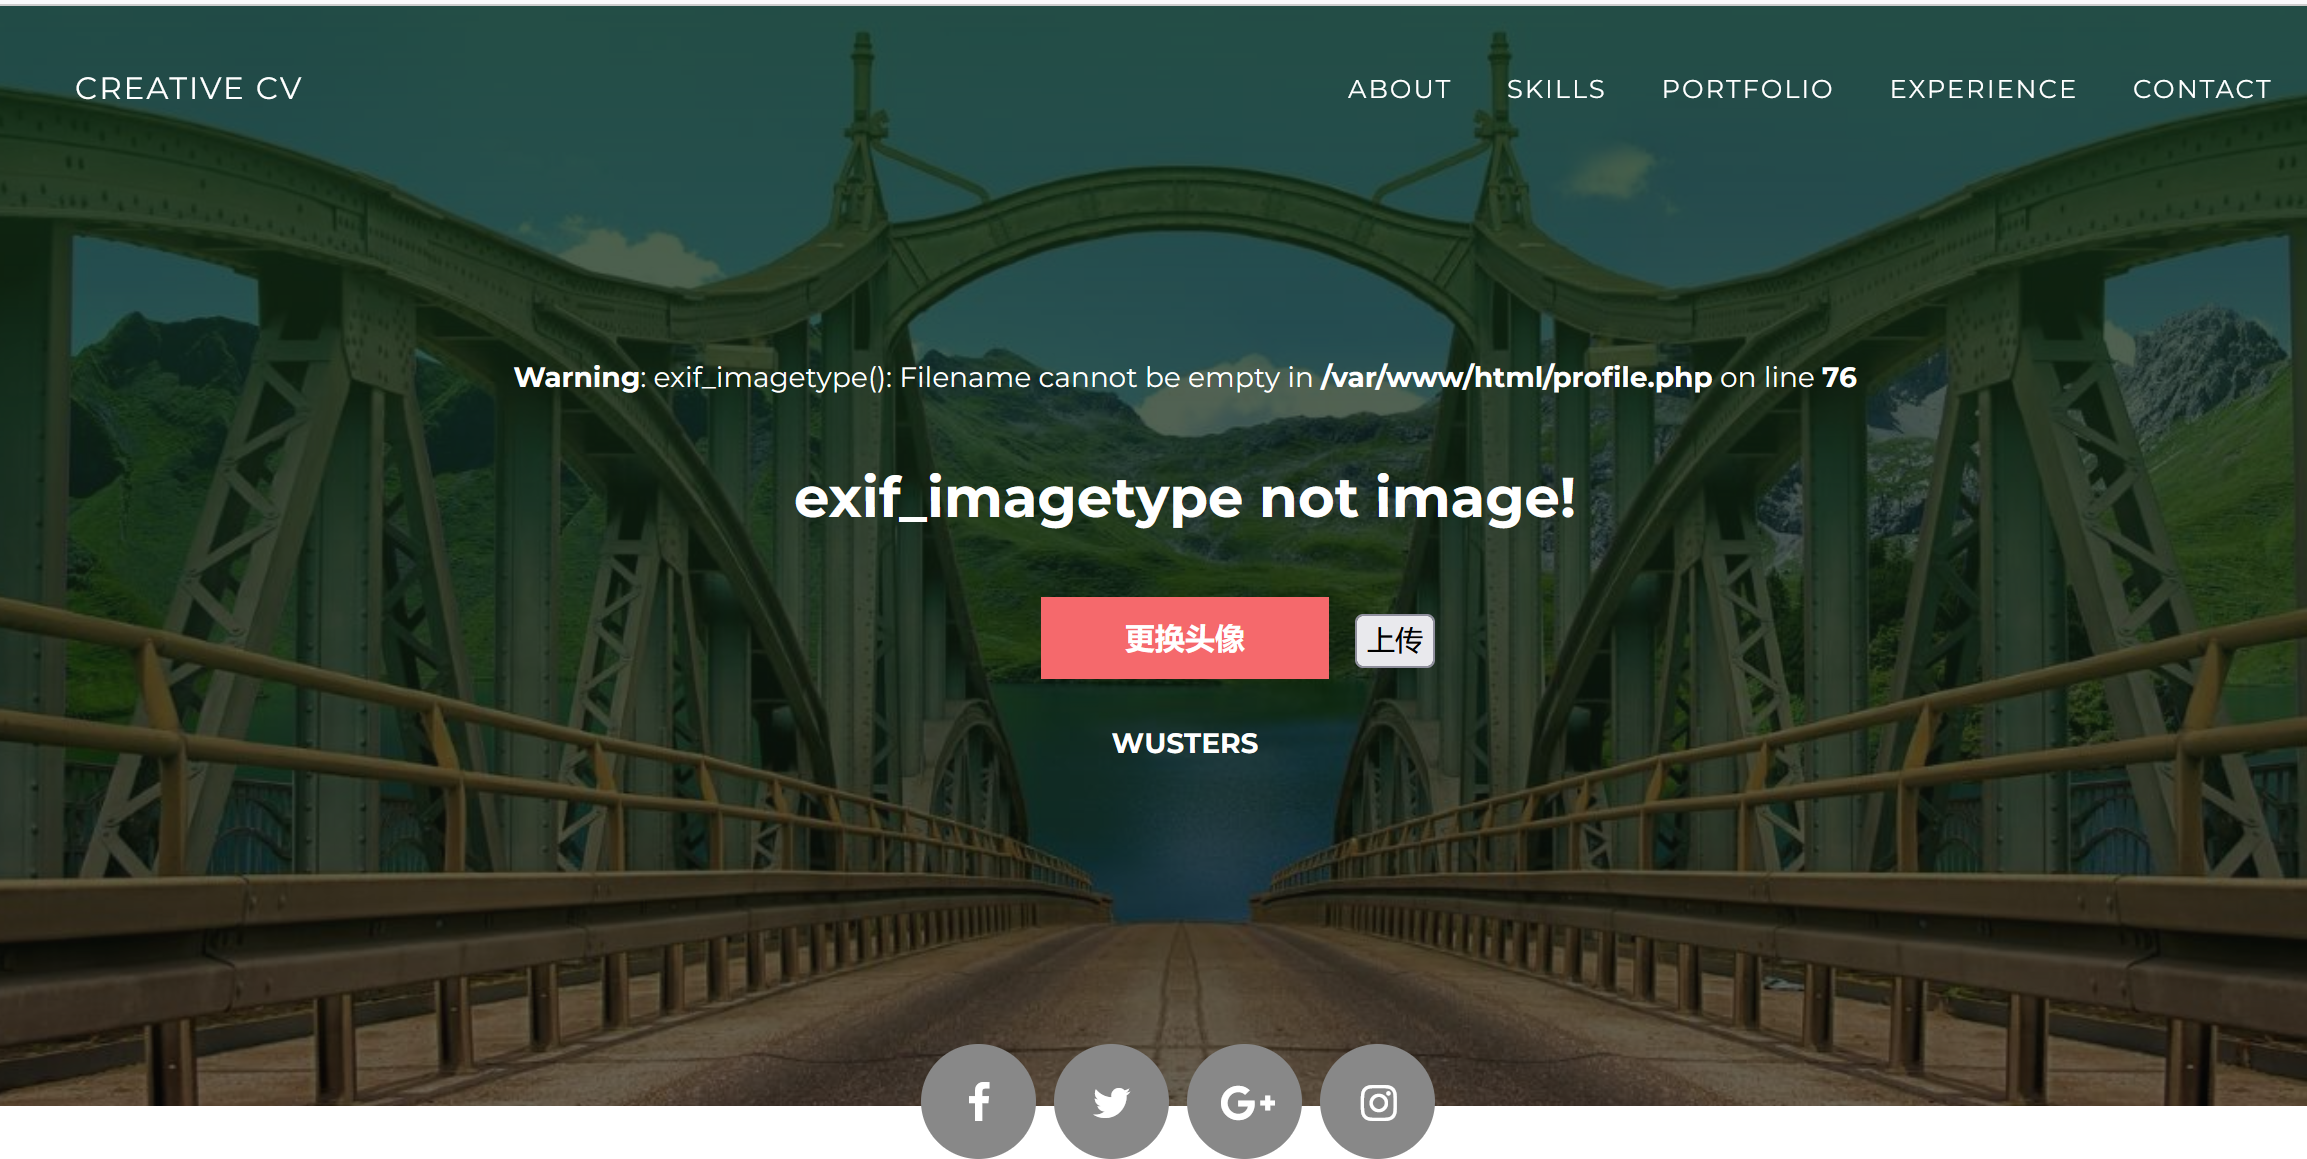 CREATIVE CV
ABOUT SKILLS PORTFOLIO EXPERIENCE CONTACT
Warning: exif_imagetype(): Filename cannot be empty in /var/www/html/profile.php on line 76
exif_imagetype not image!
更换头像 上传
WUSTERS